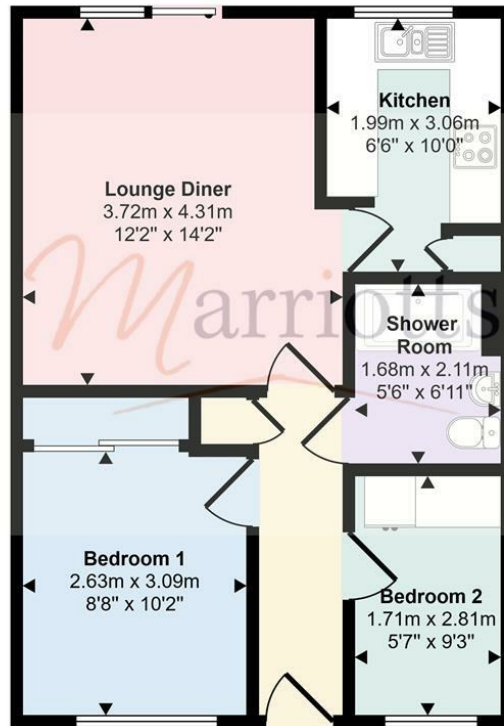 Kitchen
1.99m x 3.06m
6'6" x 10'0"
Lounge Diner
3.72m x 4.31m
12'2" x 14'2"
Marriotts
Shower
Room
1.68m x 2.11m
5'6" x 6'11"
Bedroom 1
2.63m x 3.09m
8'8" x 10'2"
Bedroom 2
1.71m x 2.81m
5'7" x 9'3"